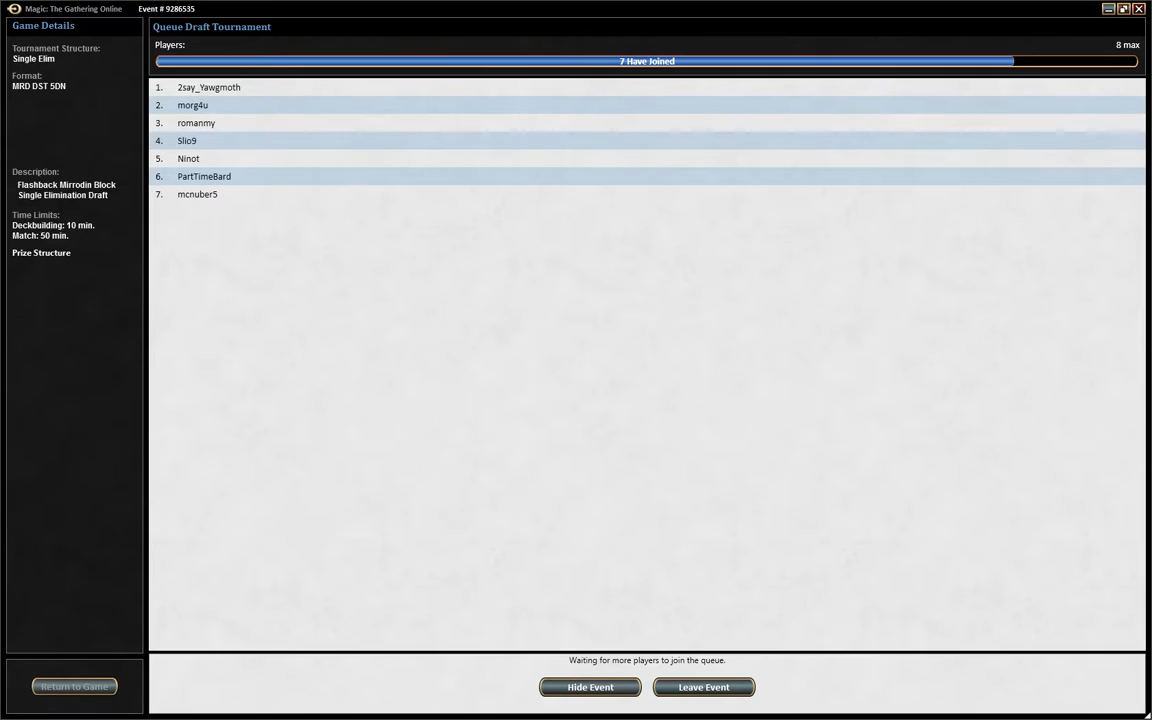 Magic: The Gathering Online Event # 9286535
Game Details
Tournament Structure:
Single Elim
Format:
MRD DST 5DN
Description:
Flashback Mirrodin Block
Single Elimination Draft
Time Limits:
Deckbuilding: 10 min.
Match: 50 min.
Prize Structure
Return to Game
Queue Draft Tournament
Players: 8 max
7 Have Joined
1. 2say_Yawgmoth
2. morg4u
3. romanmy
4. Slio9
5. Ninot
6. PartTimeBard
7. mcnuber5
Waiting for more players to join the queue.
Hide Event Leave Event